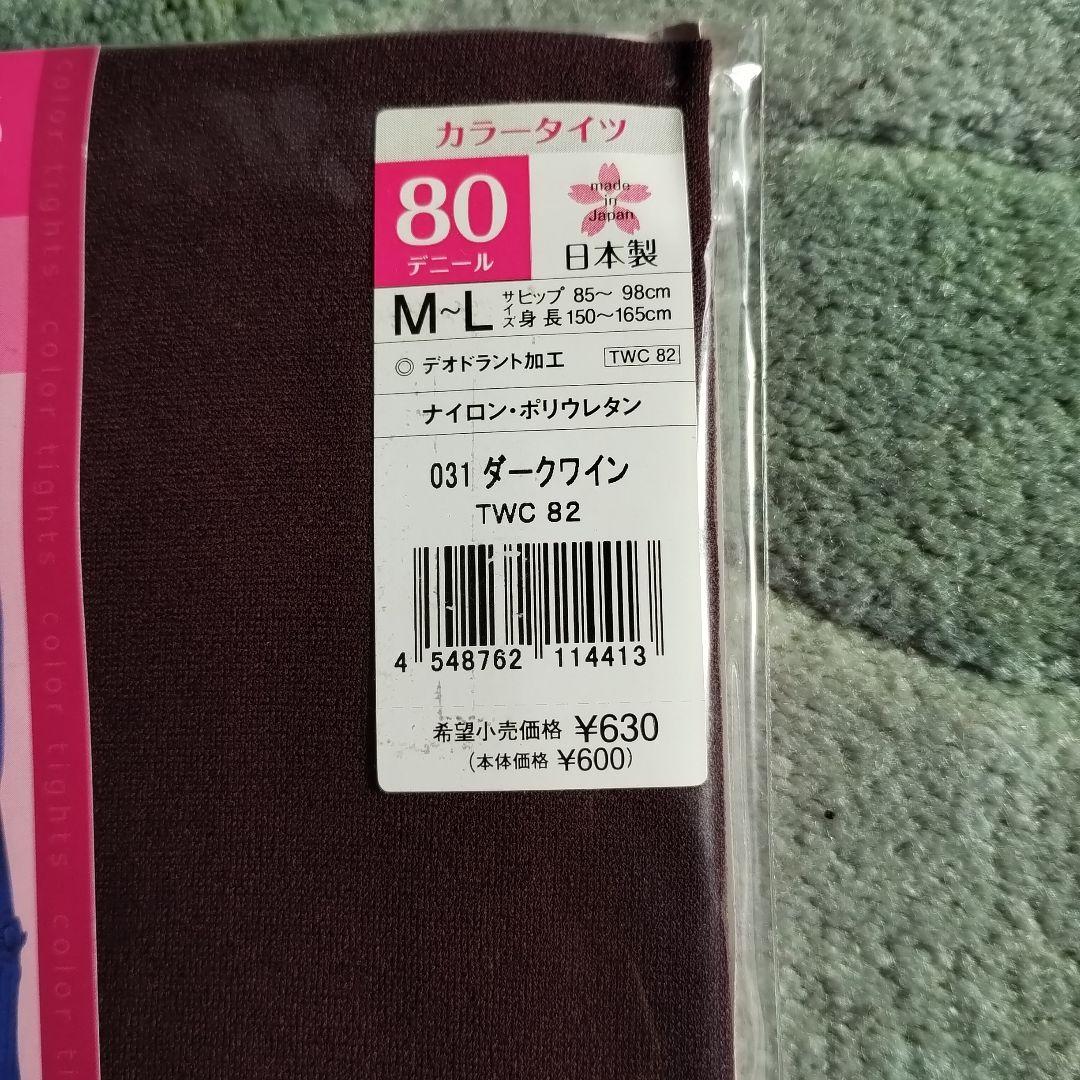 カラータイツ
80
デニール
made
in
Japan
日本製
M~L
サイズ
ヒップ 85～ 98cm
身長 150～165cm
◎ デオドラント加工
TWC 82
ナイロン・ポリウレタン
031 ダークワイン
TWC 82
4 548762 114413
希望小売価格 ¥630
(本体価格 ¥600)
color tights color tights color tights color ti